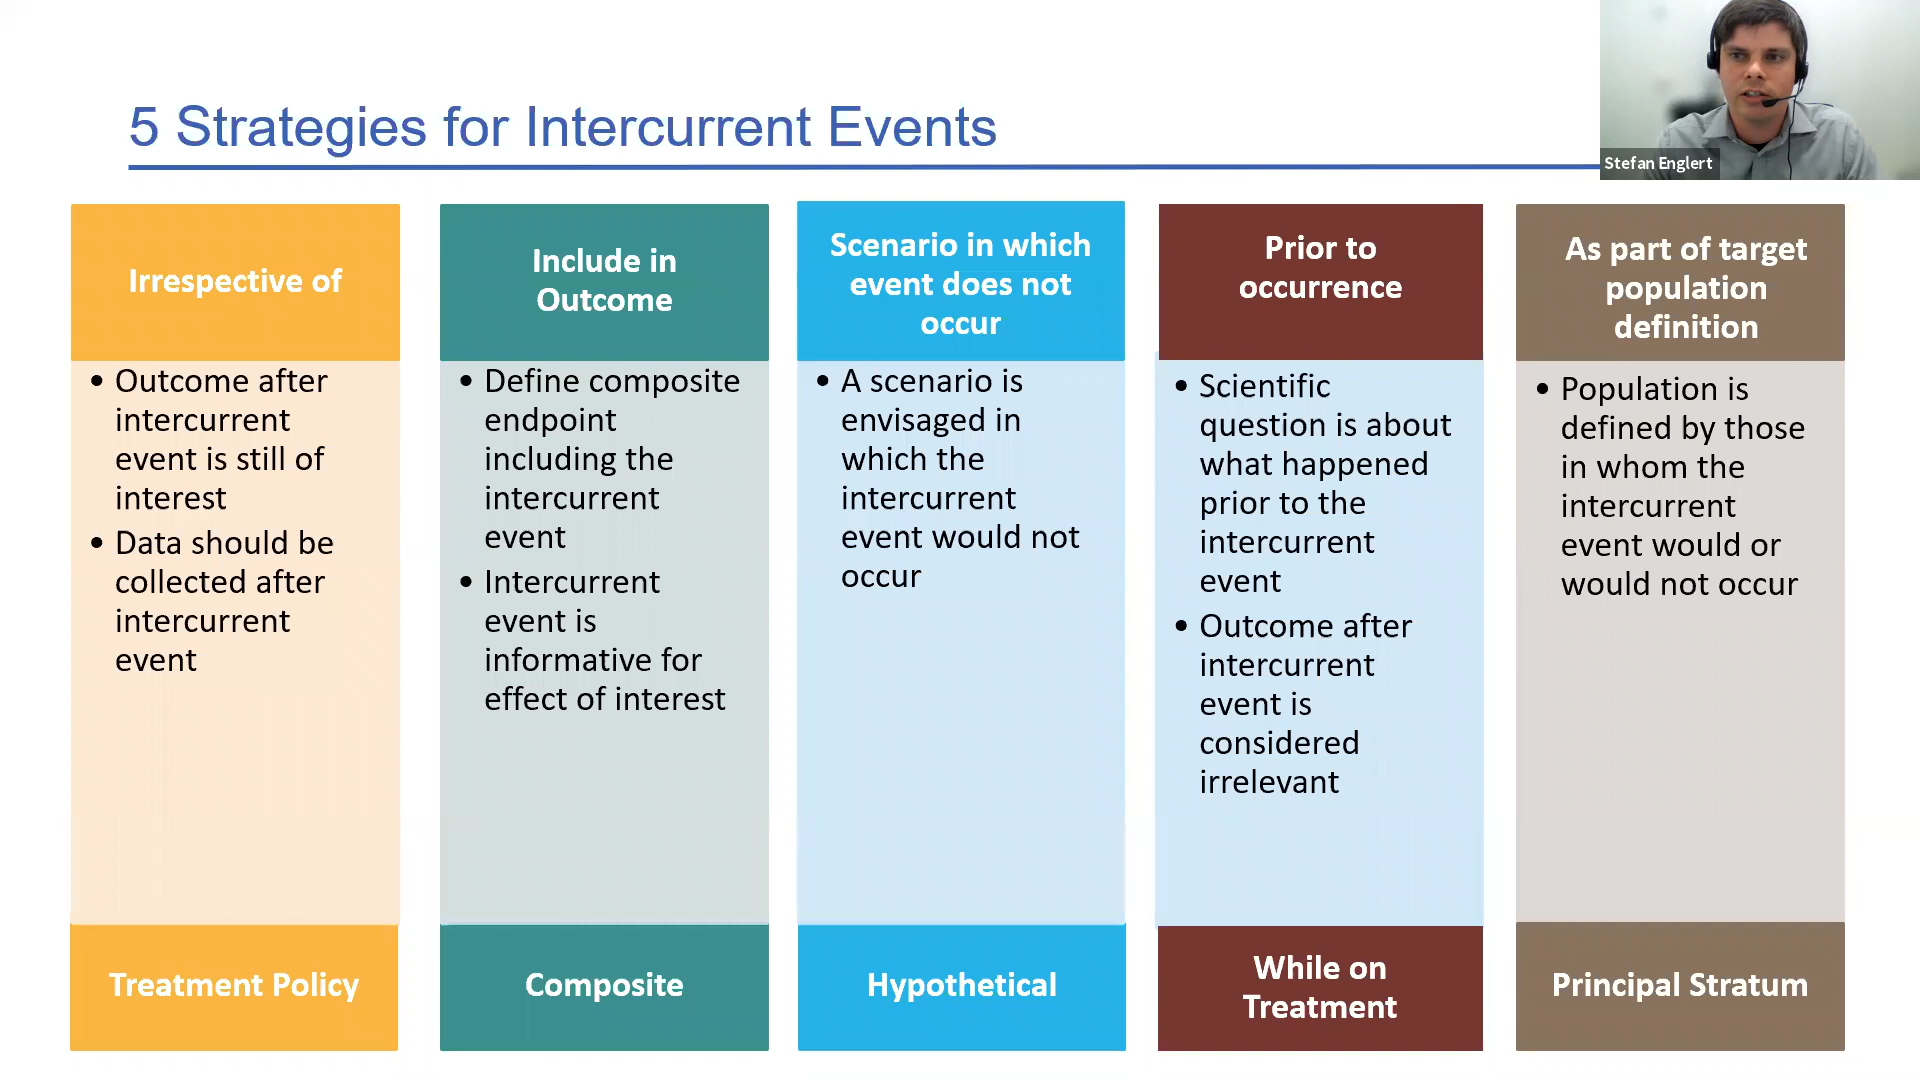 5 Strategies for Intercurrent Events
Stefan Englert
Irrespective of
• Outcome after
intercurrent
event is still of
interest
• Data should be
collected after
intercurrent
event
Treatment Policy
Include in
Outcome
• Define composite
endpoint
including the
intercurrent
event
• Intercurrent
event is
informative for
effect of interest
Composite
Scenario in which
event does not
occur
• A scenario is
envisaged in
which the
intercurrent
event would not
occur
Hypothetical
Prior to
occurrence
• Scientific
question is about
what happened
prior to the
intercurrent
event
• Outcome after
intercurrent
event is
considered
irrelevant
While on
Treatment
As part of target
population
definition
• Population is
defined by those
in whom the
intercurrent
event would or
would not occur
Principal Stratum